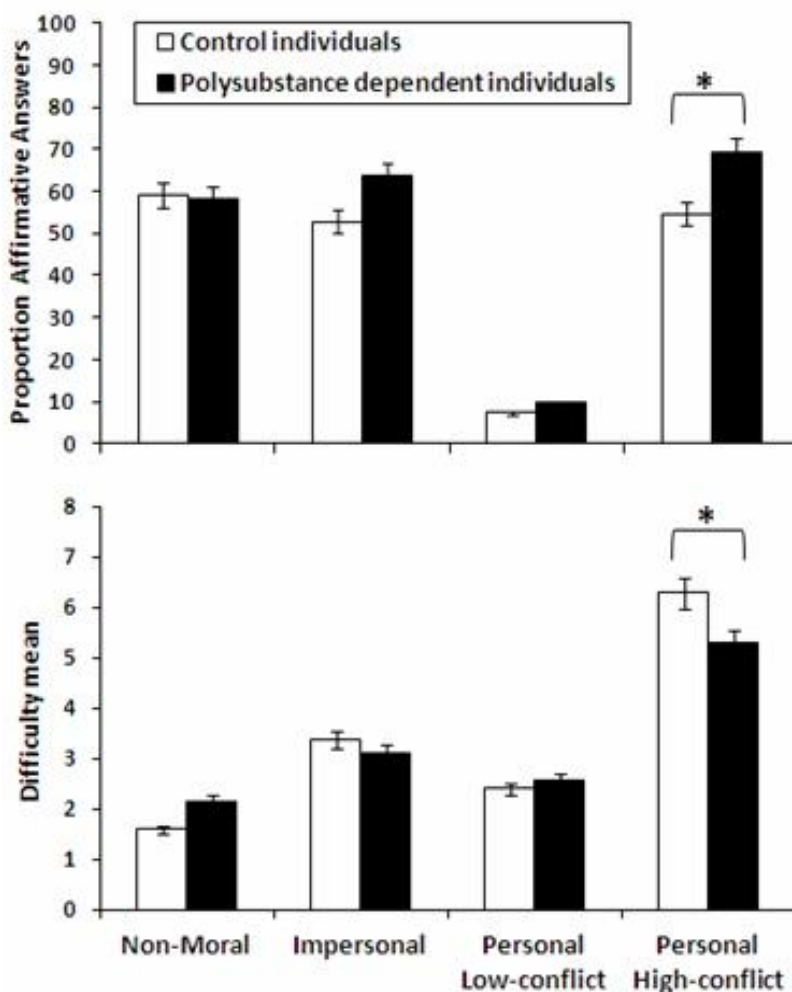 100
90
80
70
60
50
40
30
20
10
0
Proportion Affirmative Answers
Control individuals
Polysubstance dependent individuals
*
8
7
6
5
4
3
2
1
0
Difficulty mean
*
Non-Moral
Impersonal
Personal
Low-conflict
Personal
High-conflict